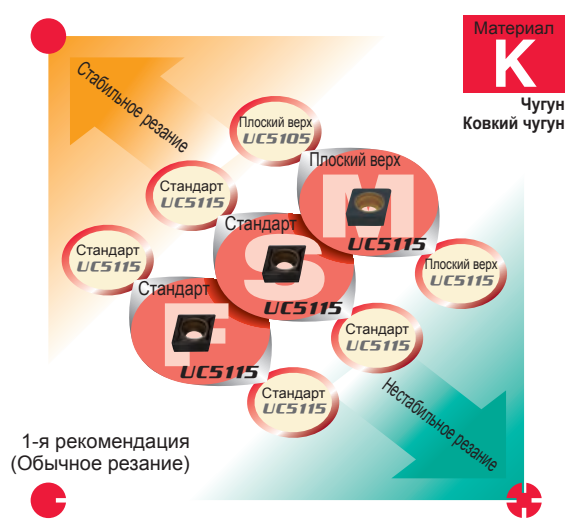 Материал
K
Чугун
Ковкий чугун
Стабильное резание
Плоский верх
UC5105
Плоский верх
M
UC5115
Стандарт
UC5115
Стандарт
S
UC5115
Стандарт
UC5115
Плоский верх
UC5115
Стандарт
F
UC5115
Стандарт
UC5115
Стандарт
UC5115
Нестабильное резание
1-я рекомендация
(Обычное резание)